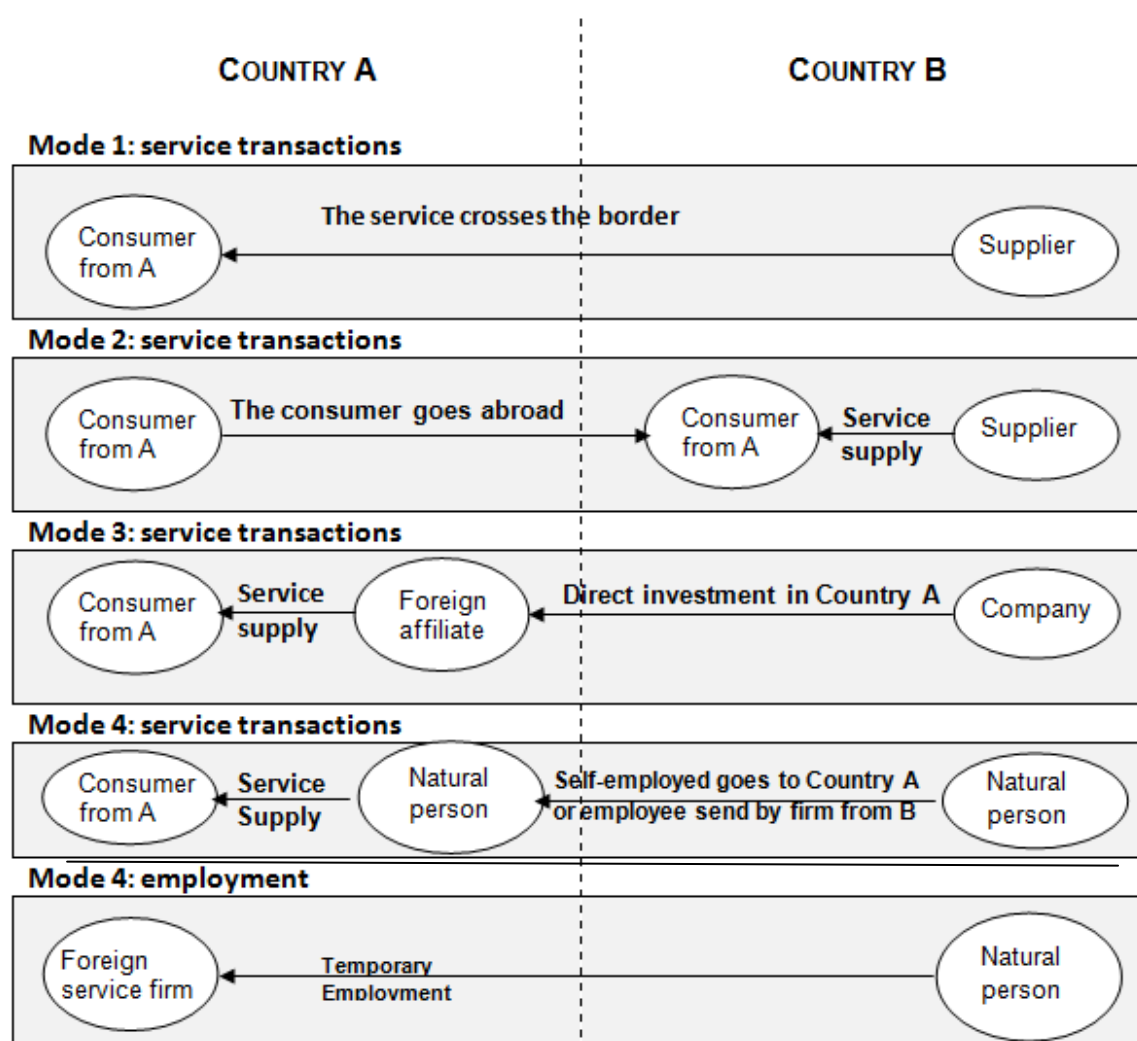 COUNTRY A
COUNTRY B
Mode 1: service transactions
The service crosses the border
Consumer
from A
Supplier
Mode 2: service transactions
Consumer
from A
The consumer goes abroad
Consumer
from A
Service
supply
Supplier
Mode 3: service transactions
Consumer
from A
Service
supply
Foreign
affiliate
Direct investment in Country A
Company
Mode 4: service transactions
Consumer
from A
Service
Supply
Natural
person
Self-employed goes to Country A
or employee send by firm from B
Natural
person
Mode 4: employment
Foreign
service firm
Temporary
Employment
Natural
person